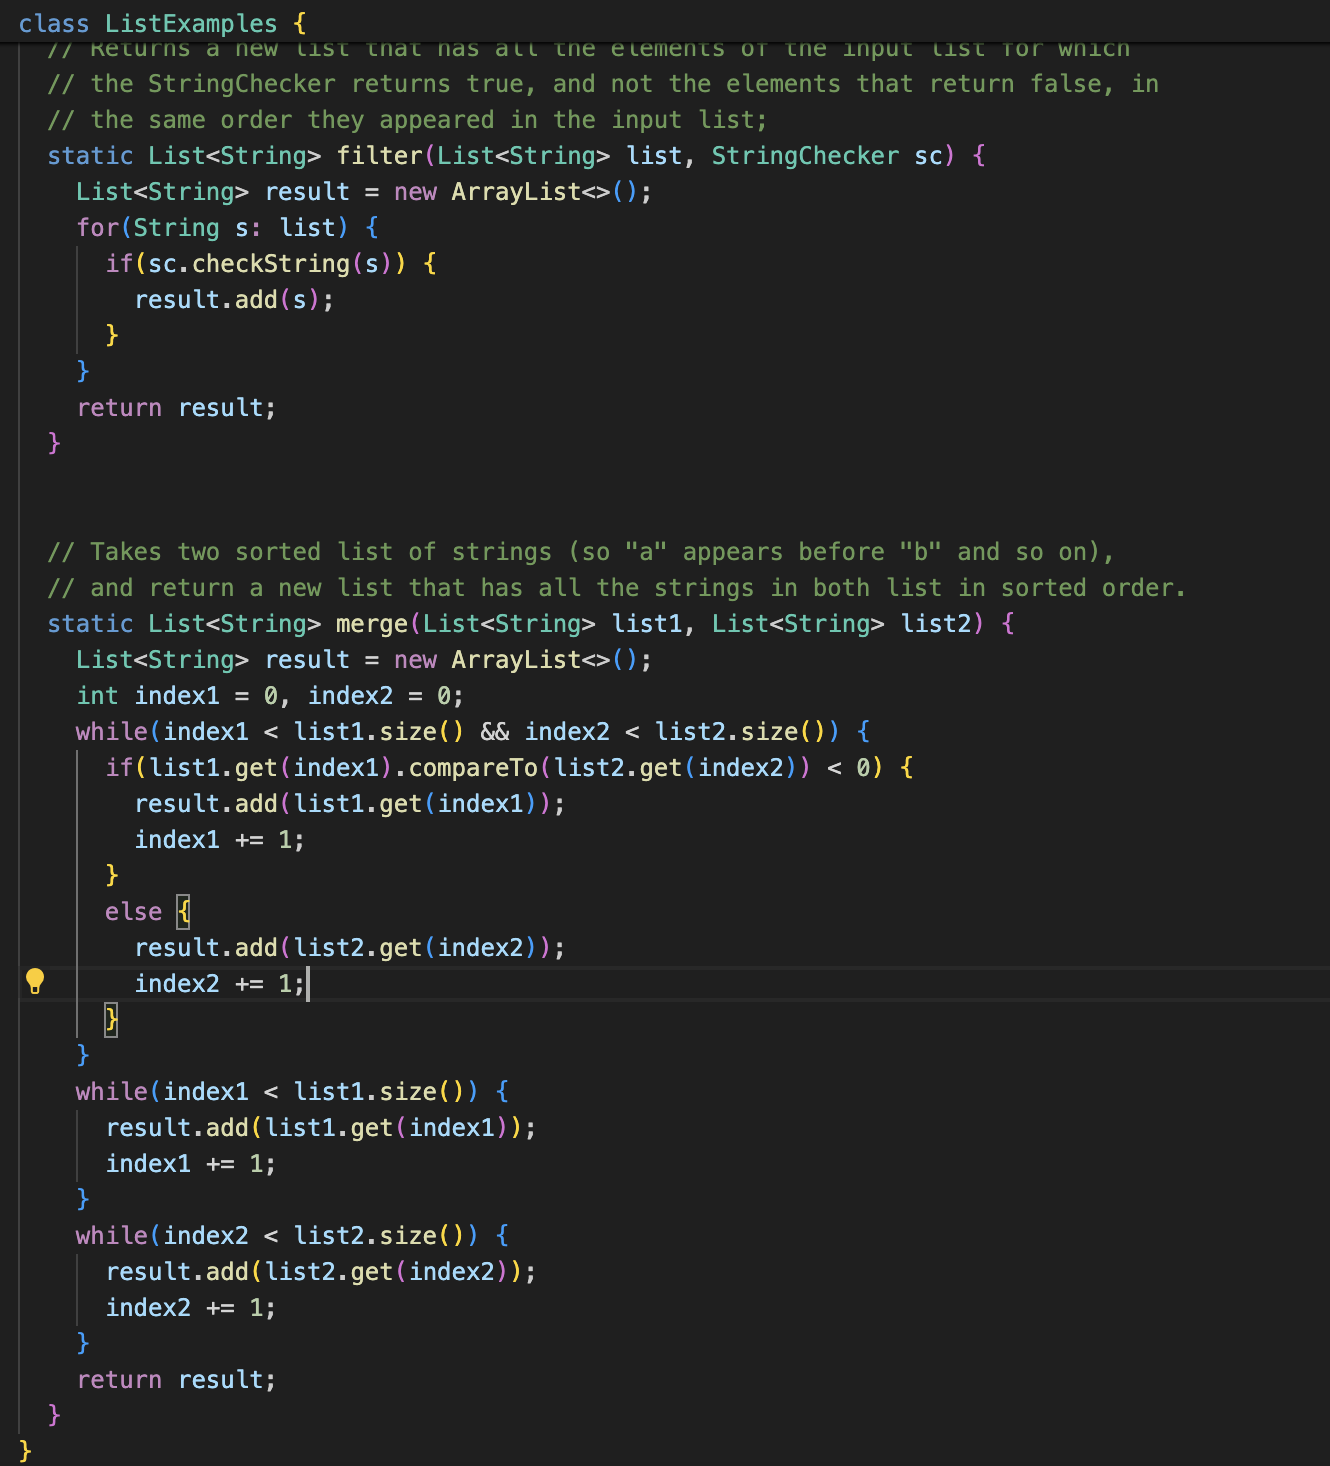 class ListExamples {
// Returns a new list that has all the elements of the input list for which
// the StringChecker returns true, and not the elements that return false, in
// the same order they appeared in the input list;
static List<String> filter(List<String> list, StringChecker sc) {
List<String> result = new ArrayList<>();
for(String s: list) {
if(sc.checkString(s)) {
result.add(s);
}
}
return result;
}
// Takes two sorted list of strings (so "a" appears before "b" and so on),
// and return a new list that has all the strings in both list in sorted order.
static List<String> merge(List<String> list1, List<String> list2) {
List<String> result = new ArrayList<>();
int index1 = 0, index2 = 0;
while(index1 < list1.size() && index2 < list2.size()) {
if(list1.get(index1).compareTo(list2.get(index2)) < 0) {
result.add(list1.get(index1));
index1 += 1;
}
else {
result.add(list2.get(index2));
index2 += 1;
}
}
while(index1 < list1.size()) {
result.add(list1.get(index1));
index1 += 1;
}
while(index2 < list2.size()) {
result.add(list2.get(index2));
index2 += 1;
}
return result;
}
}